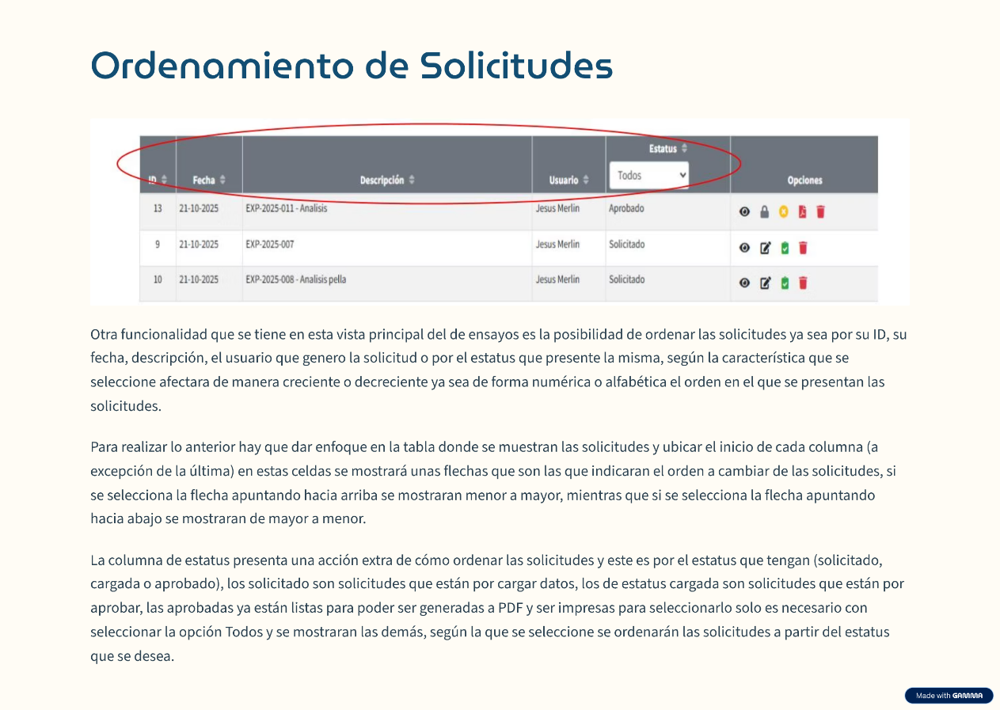 Ordenamiento de Solicitudes
Estatus
ID Fecha Descripción Usuario Todos Opciones
13 21-10-2025 EXP-2025-011 - Analisis Jesus Merlin Aprobado
9 21-10-2025 EXP-2025-007 Jesus Merlin Solicitado
10 21-10-2025 EXP-2025-008 - Analisis pella Jesus Merlin Solicitado
Otra funcionalidad que se tiene en esta vista principal del de ensayos es la posibilidad de ordenar las solicitudes ya sea por su ID, su
fecha, descripción, el usuario que genero la solicitud o por el estatus que presente la misma, según la característica que se
seleccione afectara de manera creciente o decreciente ya sea de forma numérica o alfabética el orden en el que se presentan las
solicitudes.
Para realizar lo anterior hay que dar enfoque en la tabla donde se muestran las solicitudes y ubicar el inicio de cada columna (a
excepción de la última) en estas celdas se mostrará unas flechas que son las que indicaran el orden a cambiar de las solicitudes, si
se selecciona la flecha apuntando hacia arriba se mostraran menor a mayor, mientras que si se selecciona la flecha apuntando
hacia abajo se mostraran de mayor a menor.
La columna de estatus presenta una acción extra de cómo ordenar las solicitudes y este es por el estatus que tengan (solicitado,
cargada o aprobado), los solicitado son solicitudes que están por cargar datos, los de estatus cargada son solicitudes que están por
aprobar, las aprobadas ya están listas para poder ser generadas a PDF y ser impresas para seleccionarlo solo es necesario con
seleccionar la opción Todos y se mostraran las demás, según la que se seleccione se ordenarán las solicitudes a partir del estatus
que se desea.
Made with GAMMA